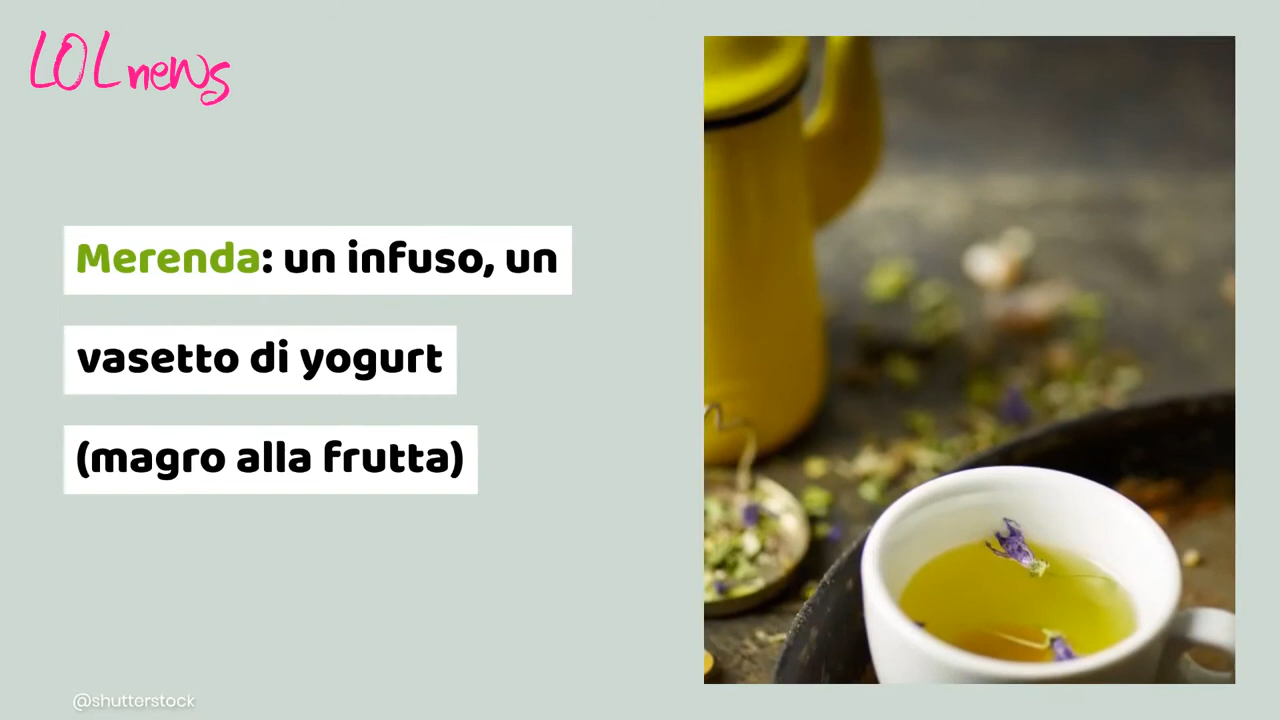 LOL news
Merenda: un infuso, un
vasetto di yogurt
(magro alla frutta)
@shutterstock